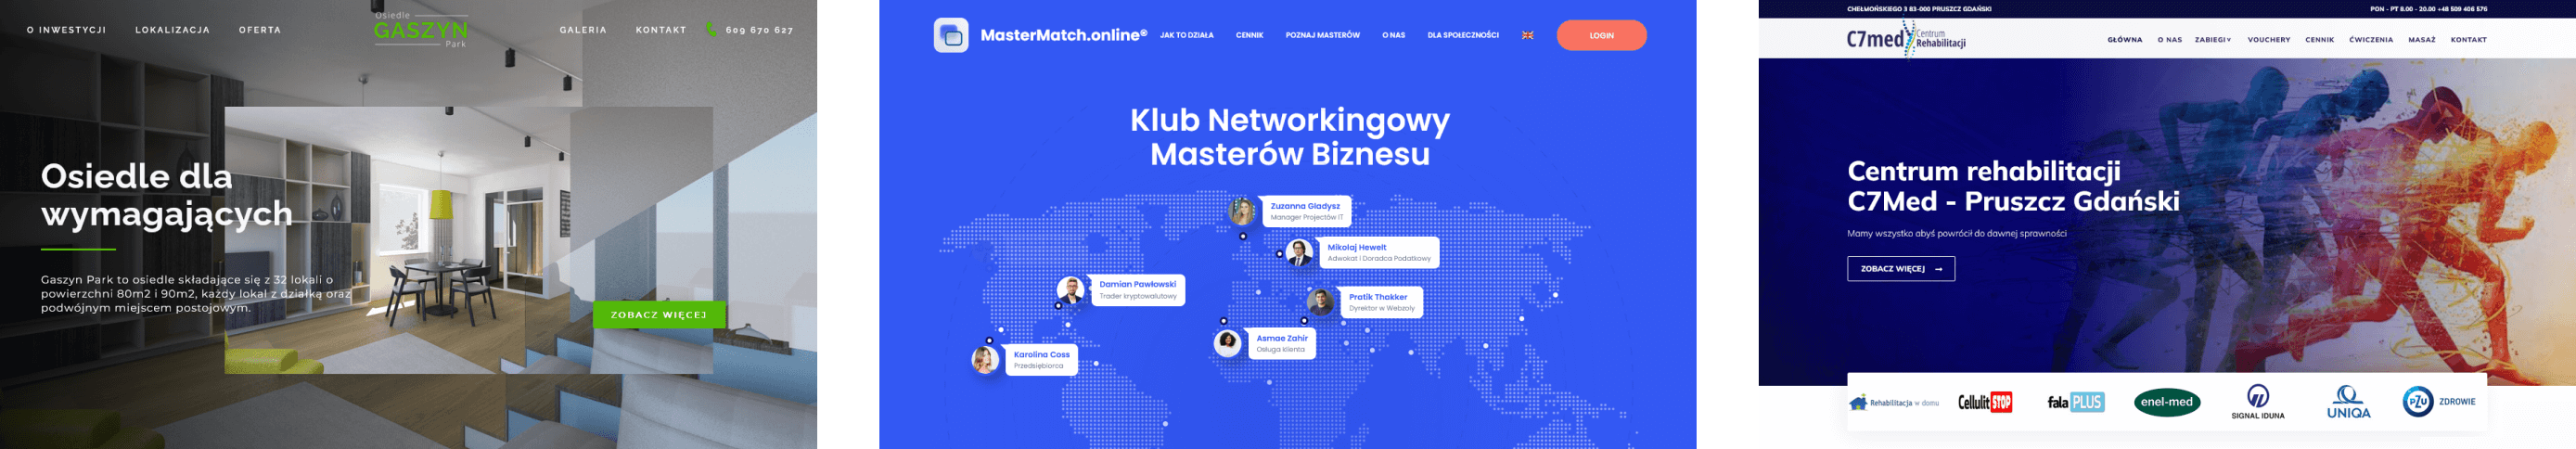 O INWESTYCJI LOKALIZACJA OFERTA
Osiedle
GASZYN
Park
GALERIA KONTAKT 609 670 627
Osiedle dla
wymagających
Gaszyn Park to osiedle składające się z 32 lokali o
powierzchni 80m2 i 90m2, każdy lokal z działką oraz
podwójnym miejscem postojowym.
ZOBACZ WIĘCEJ
MasterMatch.online® JAK TO DZIAŁA CENNIK POZNAJ MASTERÓW O NAS DLA SPOŁECZNOŚCI LOGIN
Klub Networkingowy
Masterów Biznesu
Zuzanna Gładysz
Manager Projectów IT
Mikołaj Hewelt
Adwokat i Doradca Podatkowy
Damian Pawłowski
Trader kryptowalutowy
Pratik Thakker
Dyrektor w Webzoly
Asmae Zahir
Osługa klienta
Karolina Coss
Przedsiębiorca
CHEŁMOŃSKIEGO 3 83-000 PRUSZCZ GDAŃSKI PON - PT 8.00 - 20.00 +48 509 406 576
C7med Centrum
Rehabilitacji
GŁÓWNA O NAS ZABIEGI VOUCHERY CENNIK ĆWICZENIA MASAŻ KONTAKT
Centrum rehabilitacji
C7Med - Pruszcz Gdański
Mamy wszystko abyś powrócił do dawnej sprawności
ZOBACZ WIĘCEJ →
Rehabilitacja w domu
Cellulit STOP
fala PLUS
enel-med
SIGNAL IDUNA
UNIQA
PZU ZDROWIE